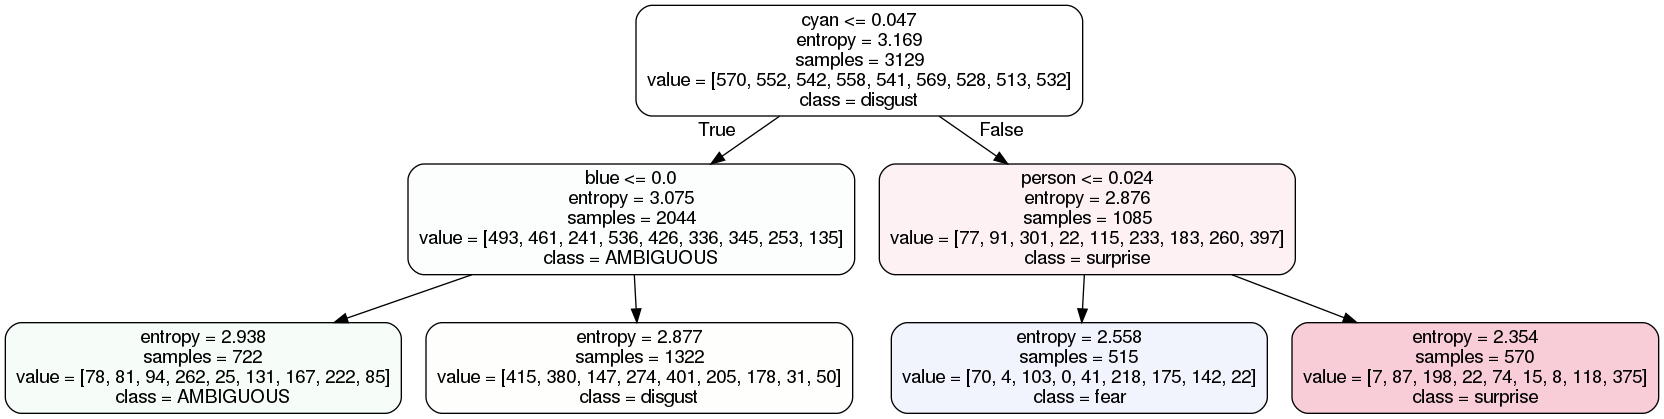 cyan <= 0.047
entropy = 3.169
samples = 3129
value = [570, 552, 542, 558, 541, 569, 528, 513, 532]
class = disgust
True
False
blue <= 0.0
entropy = 3.075
samples = 2044
value = [493, 461, 241, 536, 426, 336, 345, 253, 135]
class = AMBIGUOUS
person <= 0.024
entropy = 2.876
samples = 1085
value = [77, 91, 301, 22, 115, 233, 183, 260, 397]
class = surprise
entropy = 2.938
samples = 722
value = [78, 81, 94, 262, 25, 131, 167, 222, 85]
class = AMBIGUOUS
entropy = 2.877
samples = 1322
value = [415, 380, 147, 274, 401, 205, 178, 31, 50]
class = disgust
entropy = 2.558
samples = 515
value = [70, 4, 103, 0, 41, 218, 175, 142, 22]
class = fear
entropy = 2.354
samples = 570
value = [7, 87, 198, 22, 74, 15, 8, 118, 375]
class = surprise